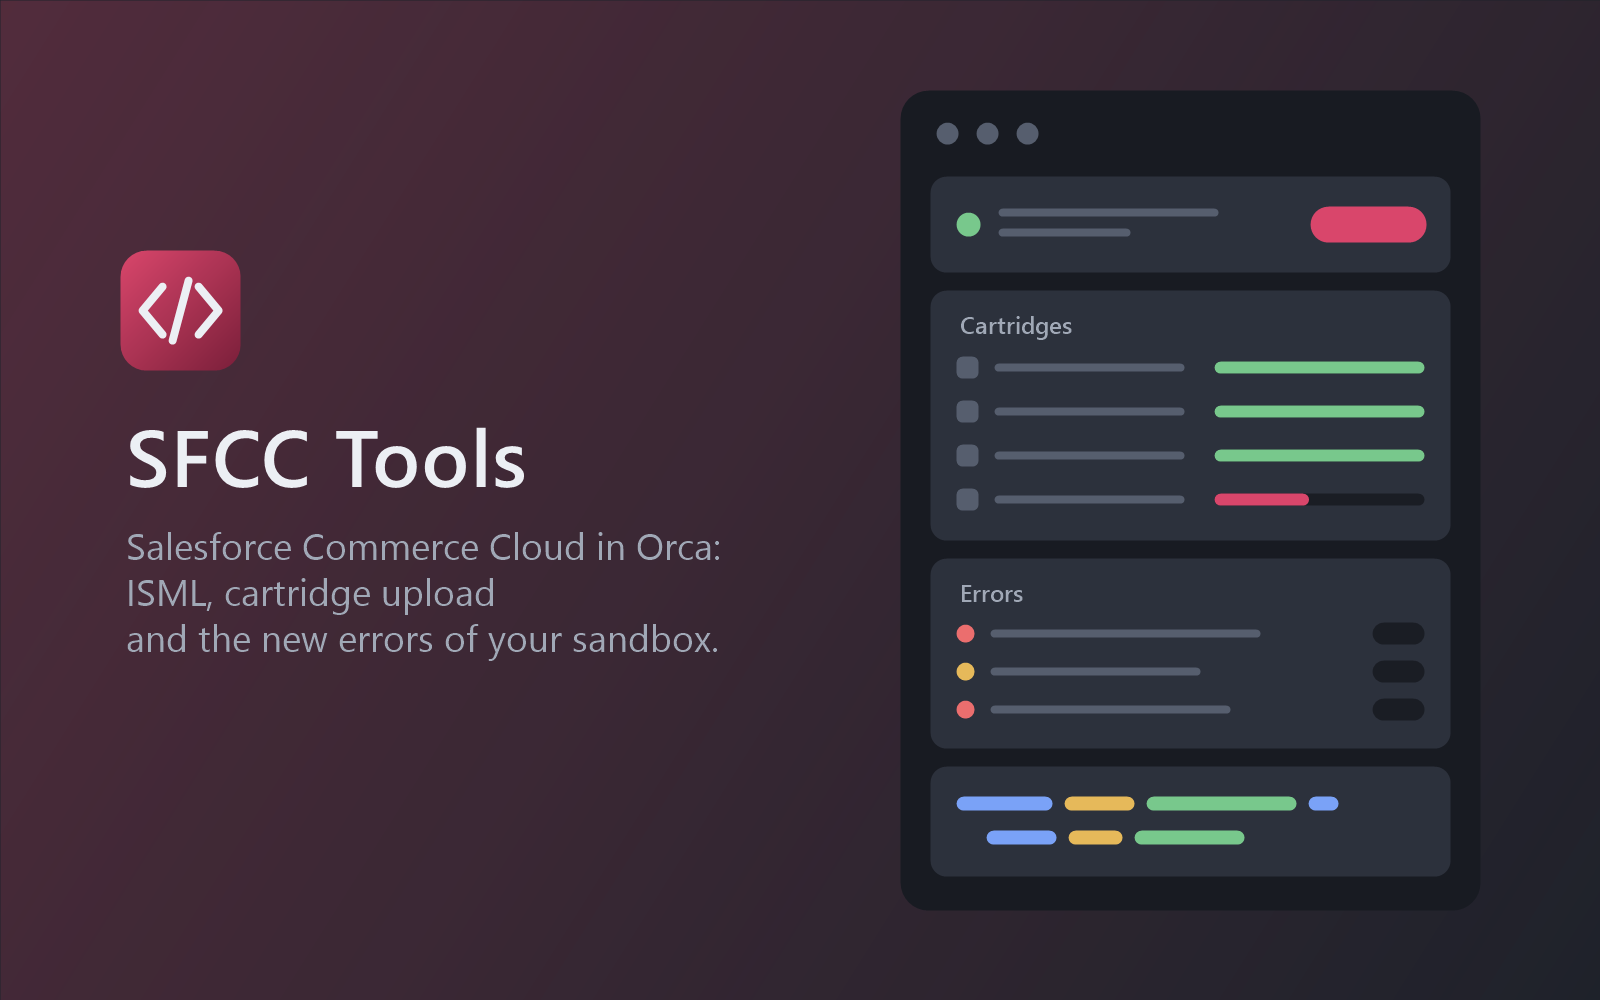 SFCC Tools
Salesforce Commerce Cloud in Orca:
ISML, cartridge upload
and the new errors of your sandbox.
Cartridges
Errors